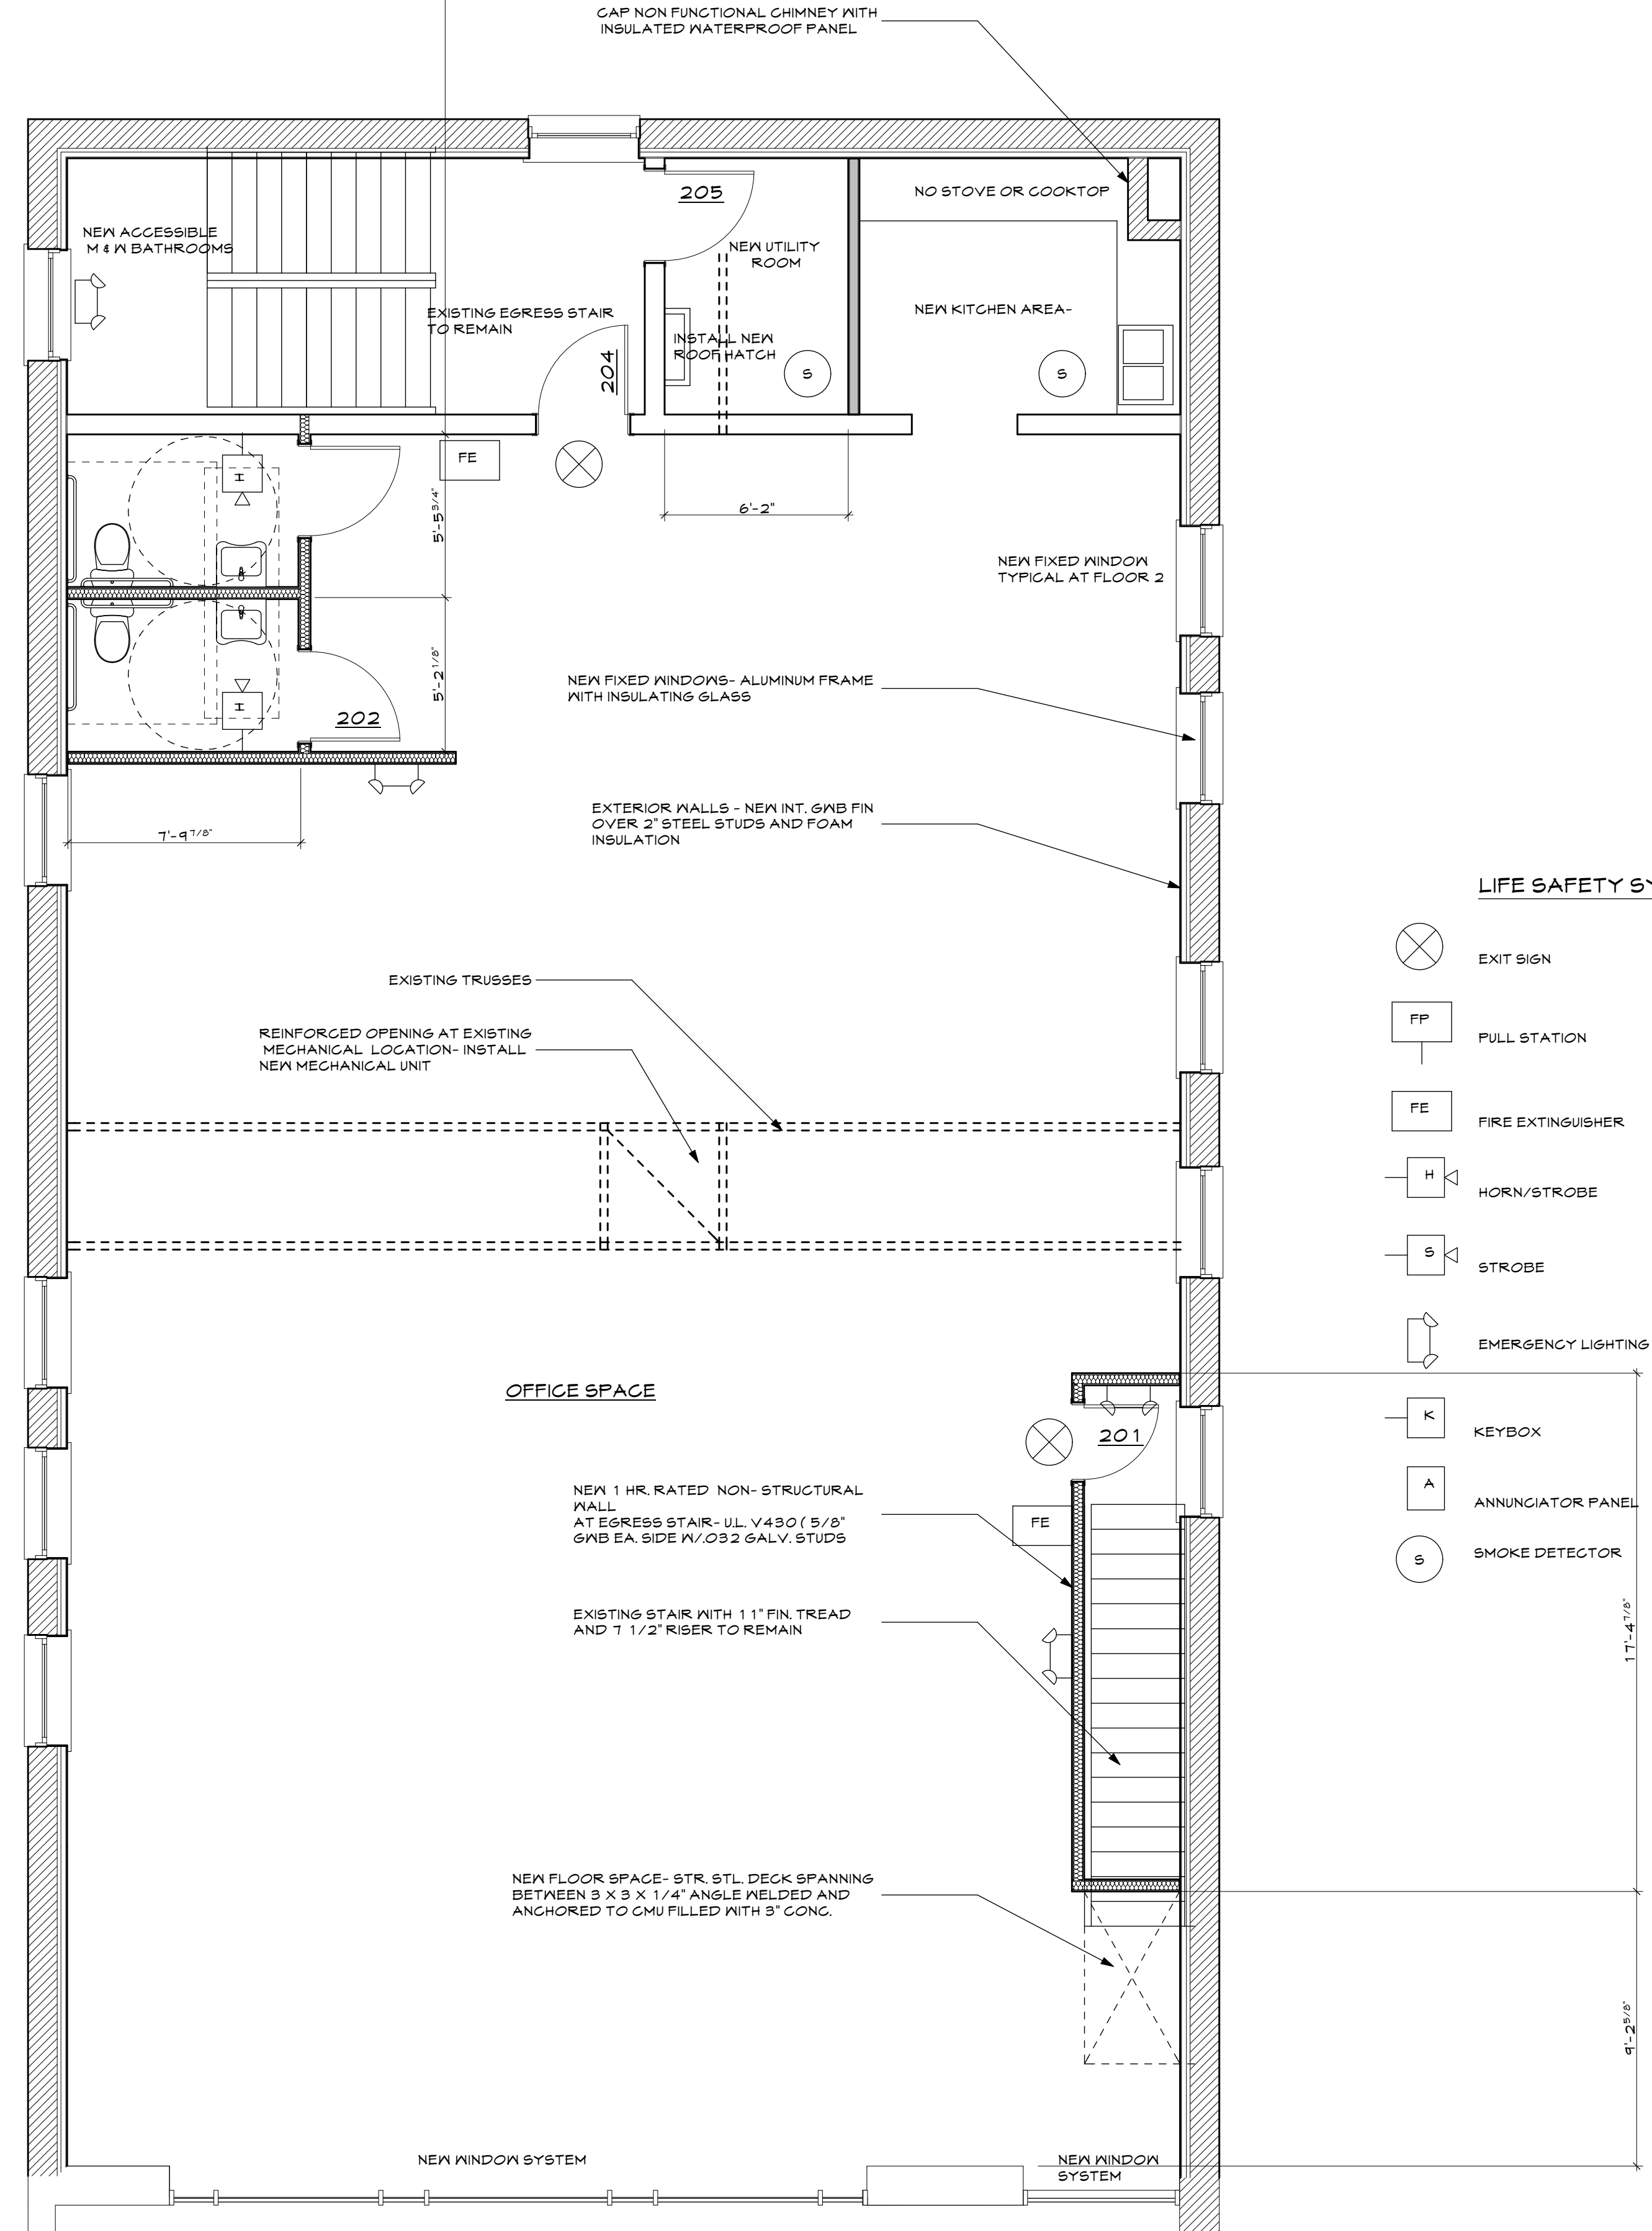 CAP NON FUNCTIONAL CHIMNEY WITH
INSULATED WATERPROOF PANEL
205
NO STOVE OR COOKTOP
NEW ACCESSIBLE
M & W BATHROOMS
NEW UTILITY
ROOM
EXISTING EGRESS STAIR
TO REMAIN
NEW KITCHEN AREA-
204
INSTALL NEW
ROOF HATCH
S
S
FE
H
5'-5 3/4"
6'-2"
NEW FIXED WINDOW
TYPICAL AT FLOOR 2
5'-2 1/8"
NEW FIXED WINDOWS- ALUMINUM FRAME
WITH INSULATING GLASS
H
202
7'-9 7/8"
EXTERIOR WALLS - NEW INT. GWB FIN
OVER 2" STEEL STUDS AND FOAM
INSULATION
LIFE SAFETY SY
EXIT SIGN
EXISTING TRUSSES
REINFORCED OPENING AT EXISTING
MECHANICAL LOCATION- INSTALL
NEW MECHANICAL UNIT
FP
PULL STATION
FE
FIRE EXTINGUISHER
H
HORN/STROBE
S
STROBE
EMERGENCY LIGHTING
OFFICE SPACE
201
K
KEYBOX
A
ANNUNCIATOR PANEL
S
SMOKE DETECTOR
NEW 1 HR. RATED NON- STRUCTURAL
WALL
AT EGRESS STAIR- U.L. V430 ( 5/8"
GWB EA. SIDE W/.032 GALV. STUDS
FE
EXISTING STAIR WITH 11" FIN. TREAD
AND 7 1/2" RISER TO REMAIN
17'-4 7/8"
NEW FLOOR SPACE- STR. STL. DECK SPANNING
BETWEEN 3 X 3 X 1/4" ANGLE WELDED AND
ANCHORED TO CMU FILLED WITH 3" CONC.
9'-2 5/8"
NEW WINDOW SYSTEM
NEW WINDOW
SYSTEM